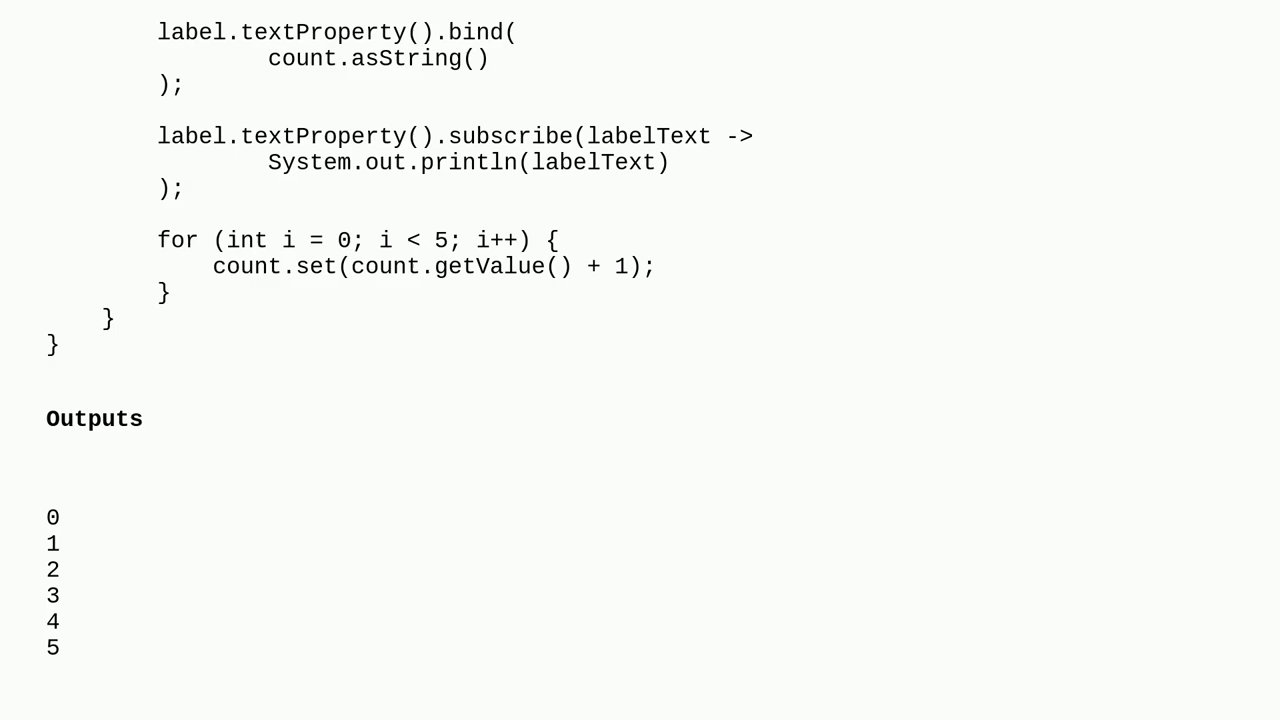 label.textProperty().bind(
count.asString()
);
label.textProperty().subscribe(labelText ->
System.out.println(labelText)
);
for (int i = 0; i < 5; i++) {
count.set(count.getValue() + 1);
}
}
}
Outputs
0
1
2
3
4
5